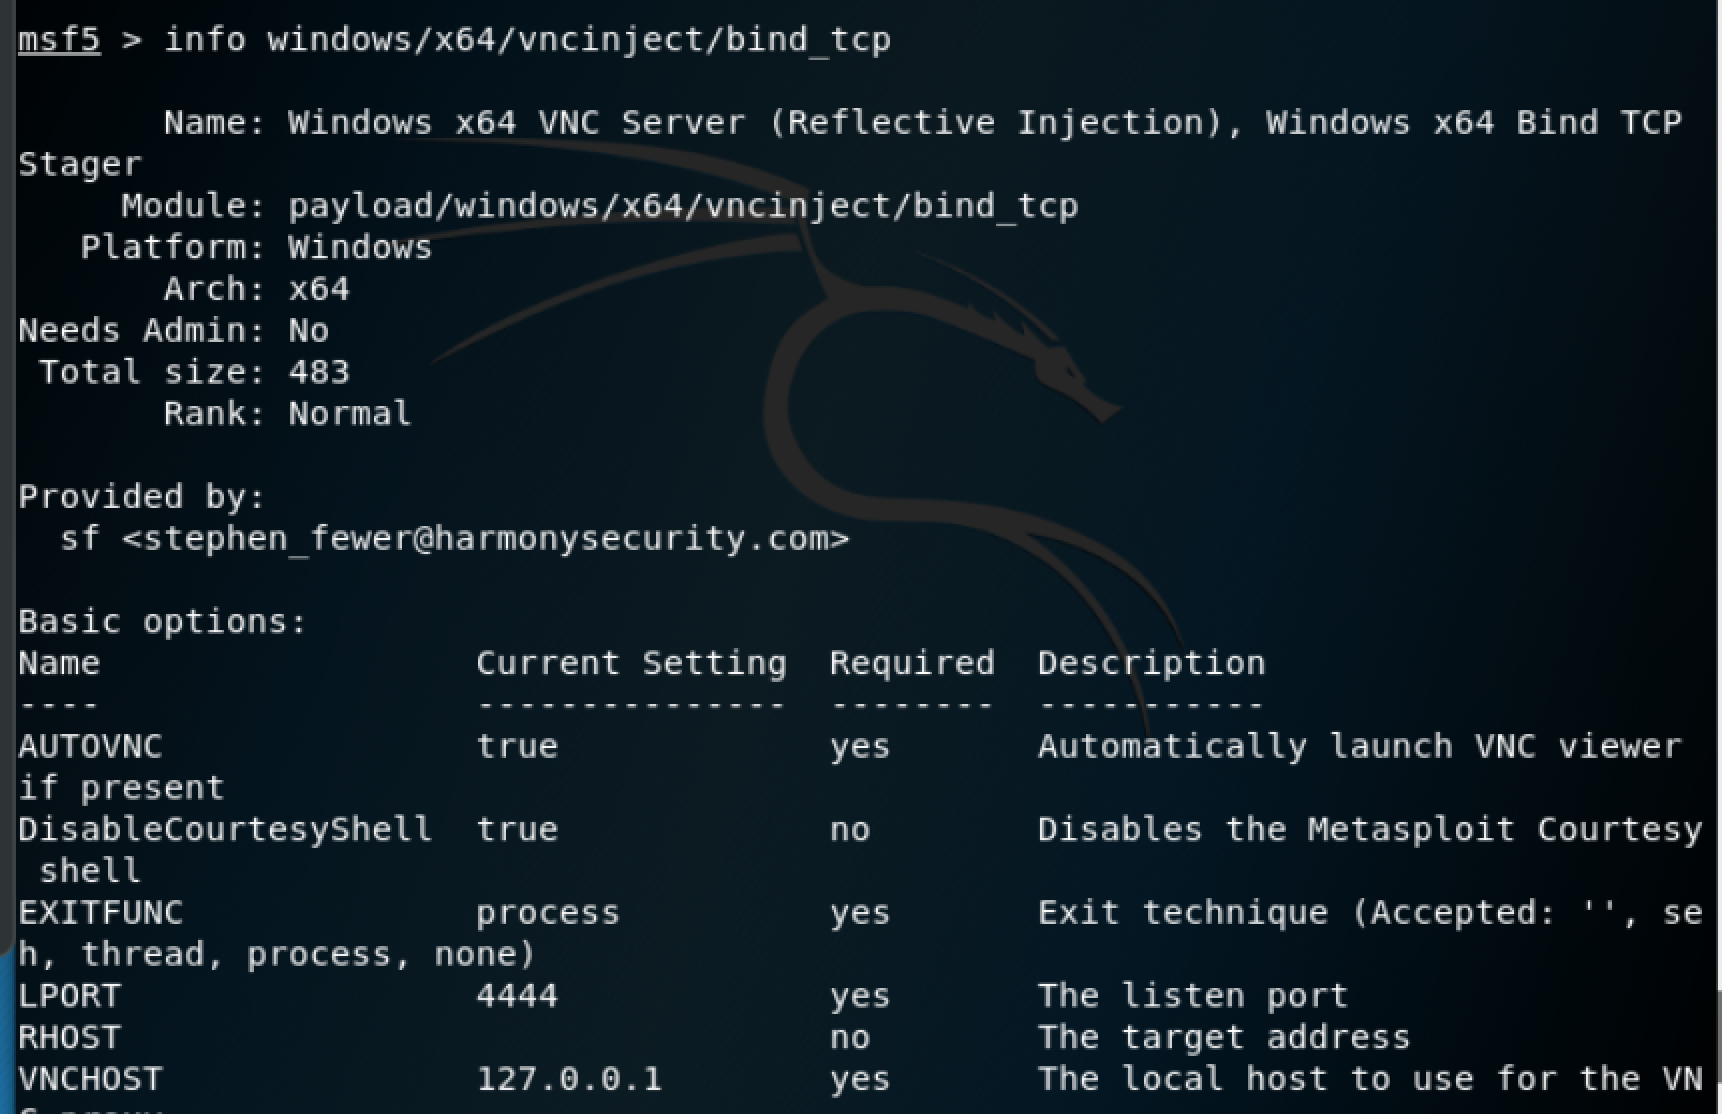 msf5 > info windows/x64/vncinject/bind_tcp
Name: Windows x64 VNC Server (Reflective Injection), Windows x64 Bind TCP
Stager
Module: payload/windows/x64/vncinject/bind_tcp
Platform: Windows
Arch: x64
Needs Admin: No
Total size: 483
Rank: Normal
Provided by:
sf <stephen_fewer@harmonysecurity.com>
Basic options:
Name Current Setting Required Description
---- --------------- -------- -----------
AUTOVNC true yes Automatically launch VNC viewer
if present
DisableCourtesyShell true no Disables the Metasploit Courtesy
shell
EXITFUNC process yes Exit technique (Accepted: '', se
h, thread, process, none)
LPORT 4444 yes The listen port
RHOST no The target address
VNCHOST 127.0.0.1 yes The local host to use for the VN